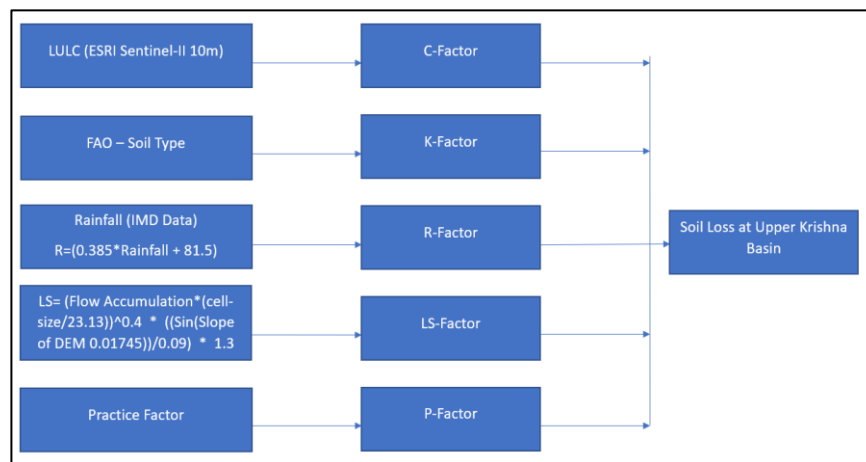 LULC (ESRI Sentinel-II 10m)
C-Factor
FAO – Soil Type
K-Factor
Rainfall (IMD Data)
R=(0.385*Rainfall + 81.5)
R-Factor
Soil Loss at Upper Krishna
Basin
LS= (Flow Accumulation*(cell-
size/23.13))^0.4 * ((Sin(Slope
of DEM 0.01745))/0.09) * 1.3
LS-Factor
Practice Factor
P-Factor